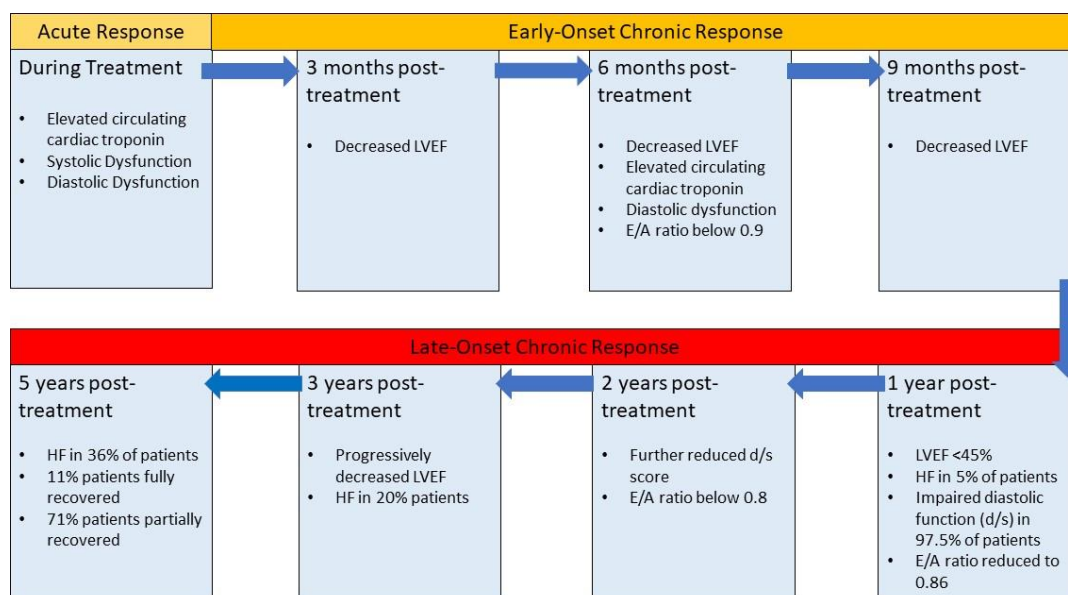 Acute Response
Early-Onset Chronic Response
During Treatment
• Elevated circulating
cardiac troponin
• Systolic Dysfunction
• Diastolic Dysfunction
3 months post-
treatment
• Decreased LVEF
6 months post-
treatment
• Decreased LVEF
• Elevated circulating
cardiac troponin
• Diastolic dysfunction
• E/A ratio below 0.9
9 months post-
treatment
• Decreased LVEF
Late-Onset Chronic Response
1 year post-
treatment
• LVEF <45%
• HF in 5% of patients
• Impaired diastolic
function (d/s) in
97.5% of patients
• E/A ratio reduced to
0.86
2 years post-
treatment
• Further reduced d/s
score
• E/A ratio below 0.8
3 years post-
treatment
• Progressively
decreased LVEF
• HF in 20% patients
5 years post-
treatment
• HF in 36% of patients
• 11% patients fully
recovered
• 71% patients partially
recovered